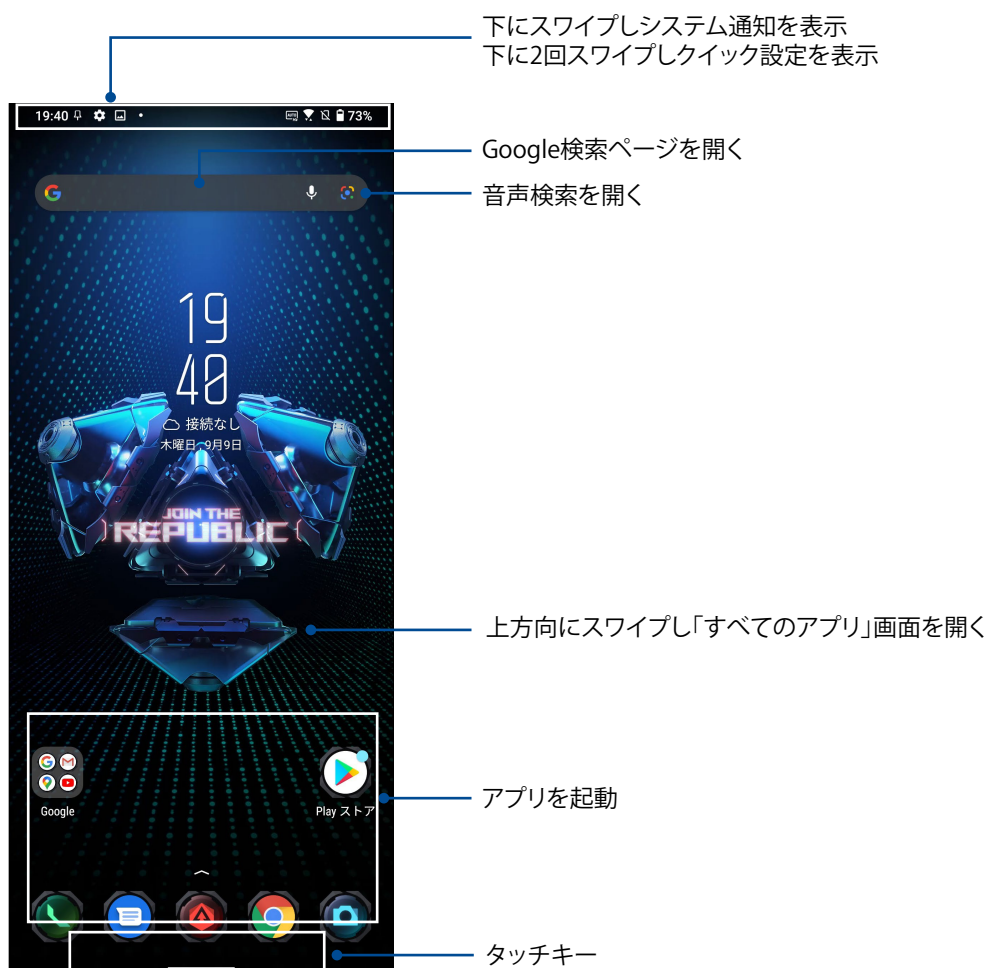 下にスワイプしシステム通知を表示
下に2回スワイプしクイック設定を表示
19:40
73%
Google検索ページを開く
音声検索を開く
19
40
接続なし
木曜日, 9月9日
JOIN THE
REPUBLIC
上方向にスワイプし「すべてのアプリ」画面を開く
Google
Play ストア
アプリを起動
タッチキー